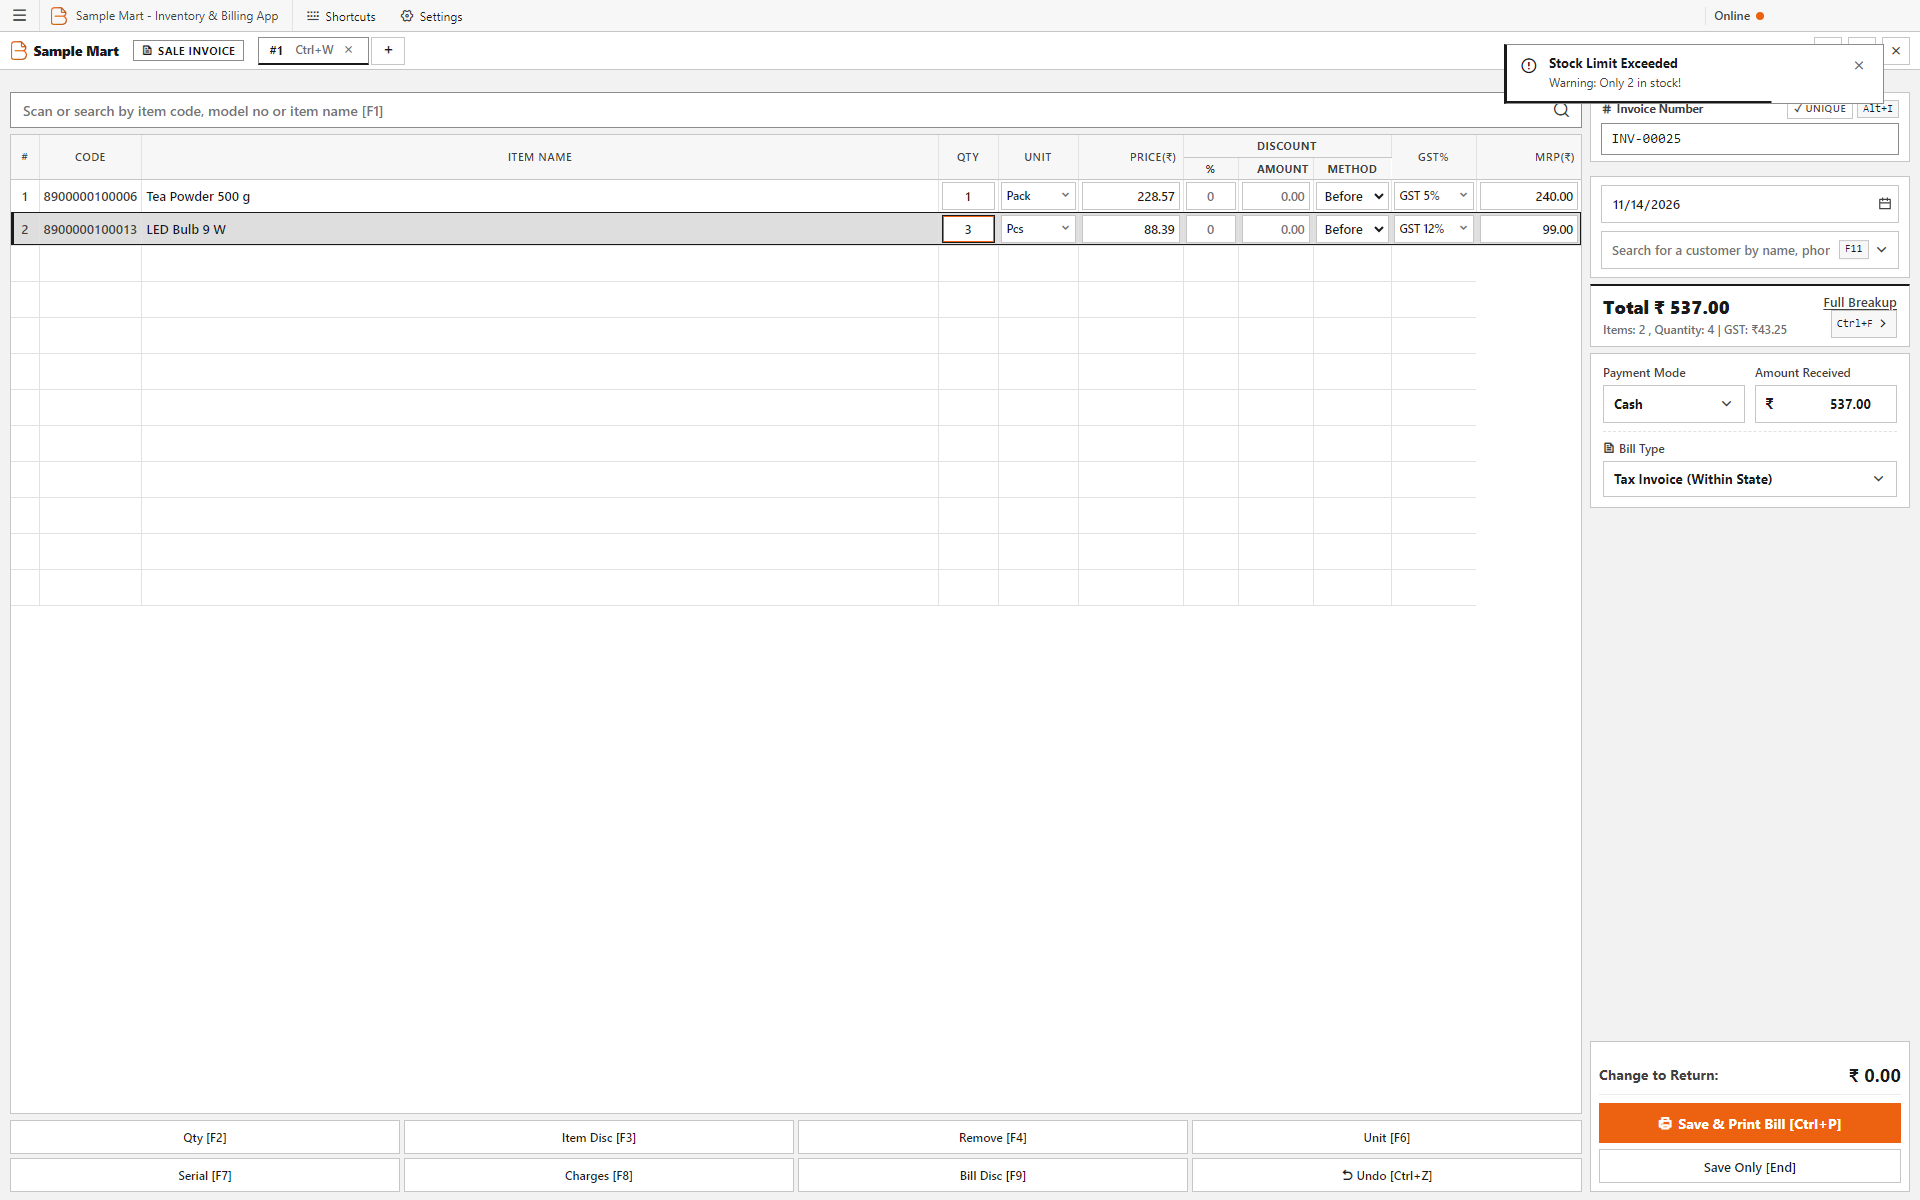 Sample Mart - Inventory & Billing App
Shortcuts
Settings
Online
Sample Mart
SALE INVOICE
#1 Ctrl+W
+
Stock Limit Exceeded
Warning: Only 2 in stock!
Scan or search by item code, model no or item name [F1]
# Invoice Number
✓ UNIQUE
Alt+I
INV-00025
# CODE ITEM NAME QTY UNIT PRICE(₹) DISCOUNT GST% MRP(₹)
% AMOUNT METHOD
1 8900000100006 Tea Powder 500 g 1 Pack 228.57 0 0.00 Before GST 5% 240.00
2 8900000100013 LED Bulb 9 W 3 Pcs 88.39 0 0.00 Before GST 12% 99.00
11/14/2026
Search for a customer by name, phor F11
Total ₹ 537.00
Full Breakup
Items: 2 , Quantity: 4 | GST: ₹43.25
Ctrl+F
Payment Mode Amount Received
Cash ₹ 537.00
Bill Type
Tax Invoice (Within State)
Change to Return: ₹ 0.00
Save & Print Bill [Ctrl+P]
Save Only [End]
Qty [F2] Item Disc [F3] Remove [F4] Unit [F6]
Serial [F7] Charges [F8] Bill Disc [F9] Undo [Ctrl+Z]